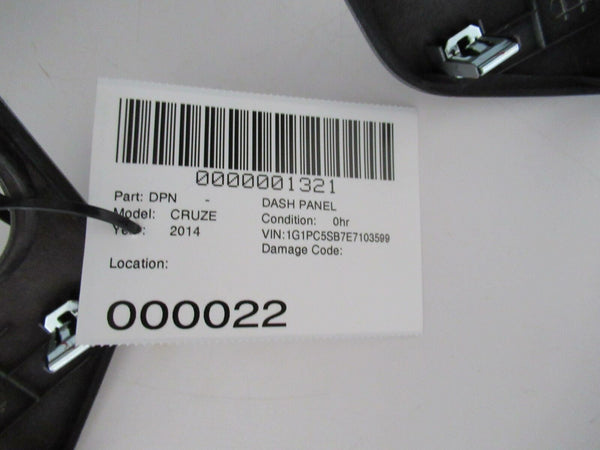 0000001321
Part: DPN - DASH PANEL
Model: CRUZE Condition: 0hr
2014 VIN:1G1PC5SB7E7103599
Damage Code:
Location:
000022